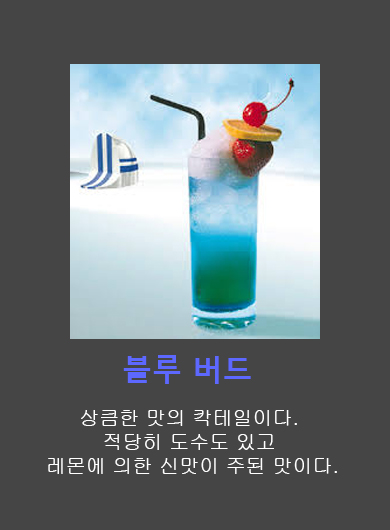 블루 버드
상큼한 맛의 칵테일이다.
적당히 도수도 있고
레몬에 의한 신맛이 주된 맛이다.